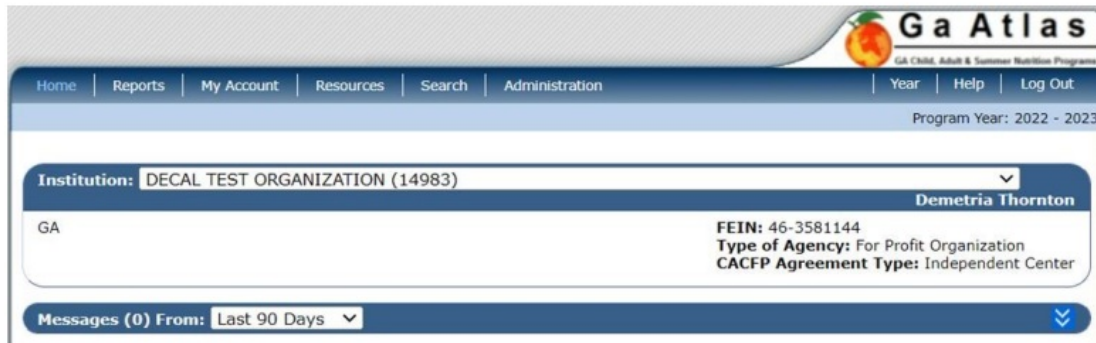 Ga Atlas
GA Child, Adult & Summer Nutrition Programs
Home | Reports | My Account | Resources | Search | Administration | Year | Help | Log Out
Program Year: 2022 - 2023
Institution: DECAL TEST ORGANIZATION (14983)
Demetria Thornton
GA
FEIN: 46-3581144
Type of Agency: For Profit Organization
CACFP Agreement Type: Independent Center
Messages (0) From: Last 90 Days